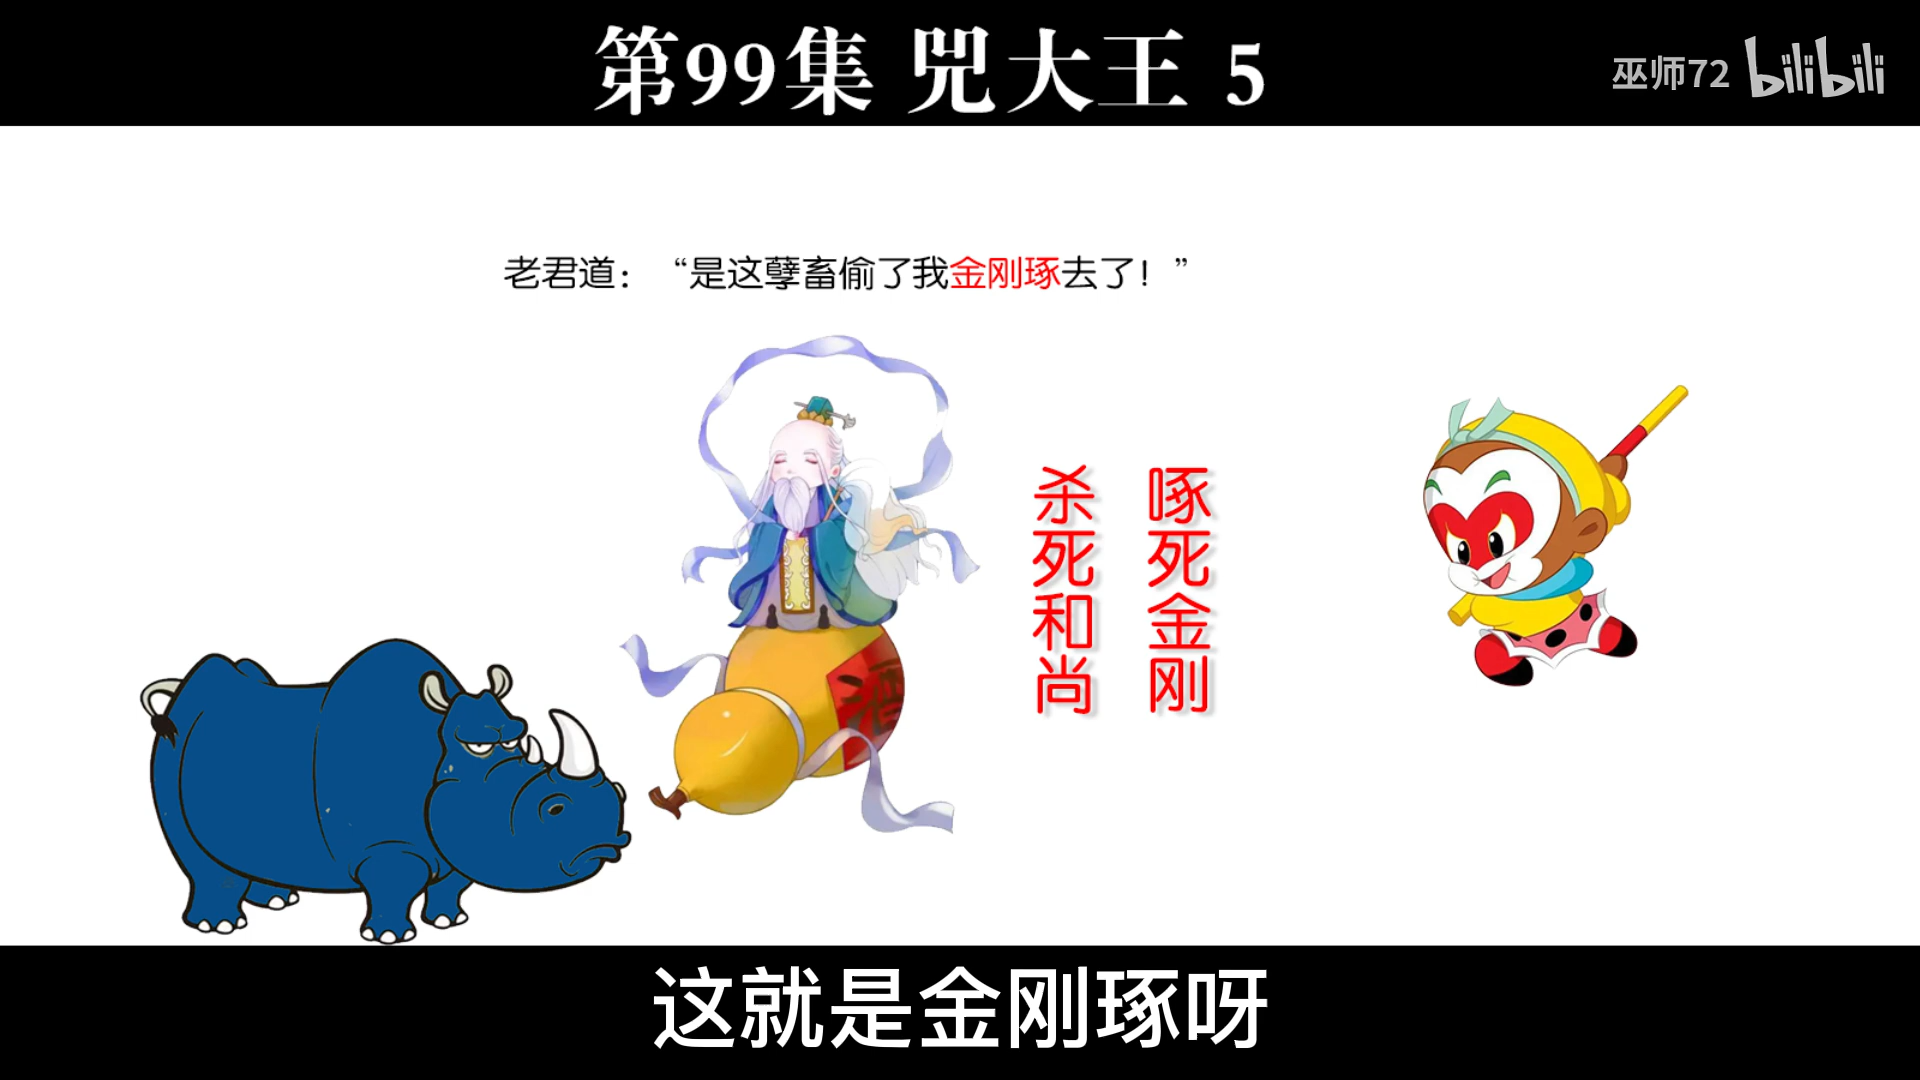 第99集 兕大王 5
巫师72 bilibili
老君道：“是这孽畜偷了我金刚琢去了！”
啄死金刚
杀死和尚
酒
这就是金刚琢呀